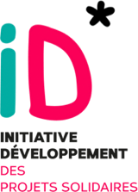 iD*
INITIATIVE
DÉVELOPPEMENT
DES
PROJETS SOLIDAIRES